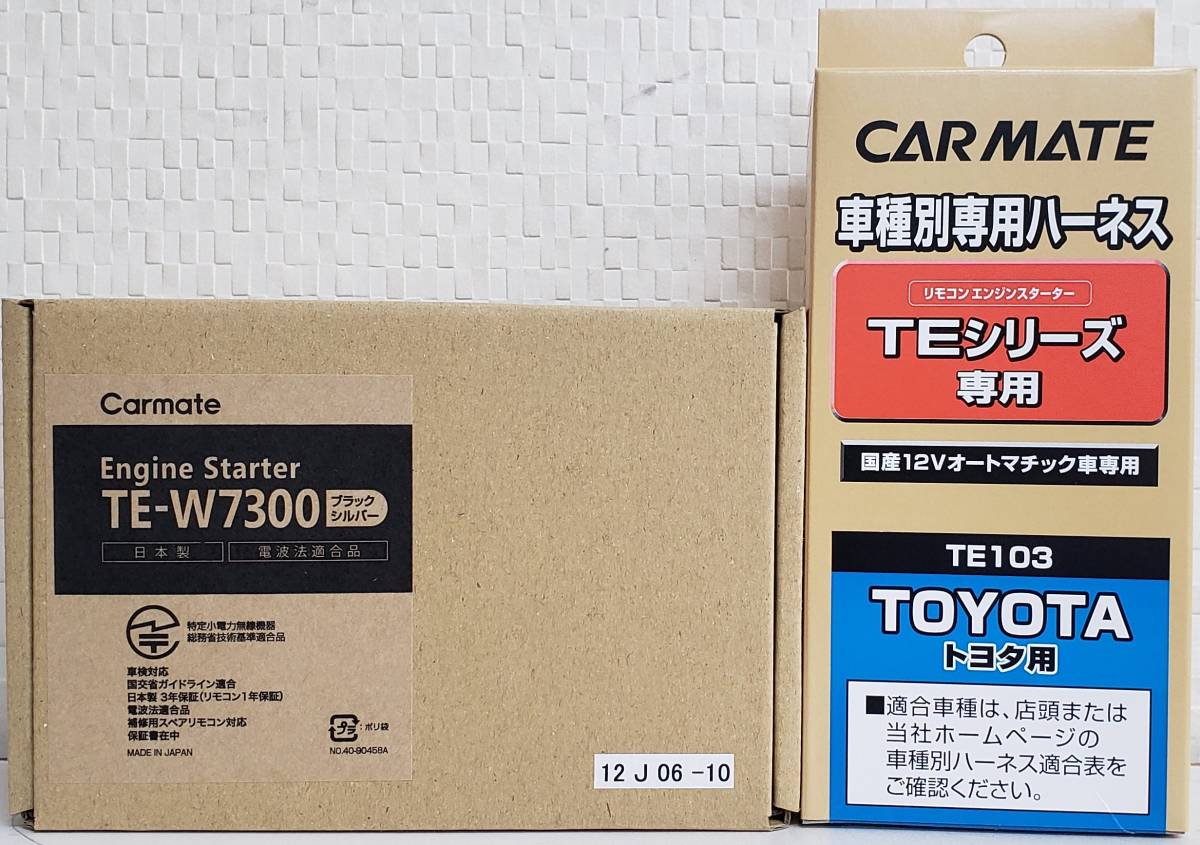 Carmate
Engine Starter
TE-W7300 ブラック
シルバー
日本製 電波法適合品
特定小電力無線機器
総務省技術基準適合品
車検対応
国交省ガイドライン適合
日本製 3年保証(リモコン1年保証)
電波法適合品
補修用スペアリモコン対応
保証書在中
MADE IN JAPAN
プラ :ポリ袋
NO.40-90458A
12 J 06 -10
CARMATE
車種別専用ハーネス
リモコンエンジンスターター
TEシリーズ
専用
国産12Vオートマチック車専用
TE103
TOYOTA
トヨタ用
■適合車種は、店頭または
当社ホームページの
車種別ハーネス適合表を
ご確認ください。